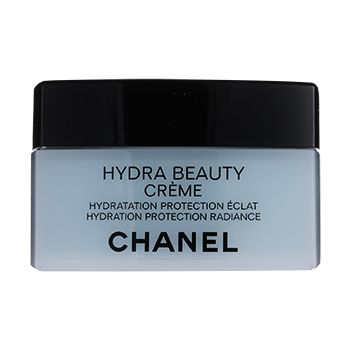 HYDRA BEAUTY
CRÈME
HYDRATATION PROTECTION ÉCLAT
HYDRATION PROTECTION RADIANCE
CHANEL